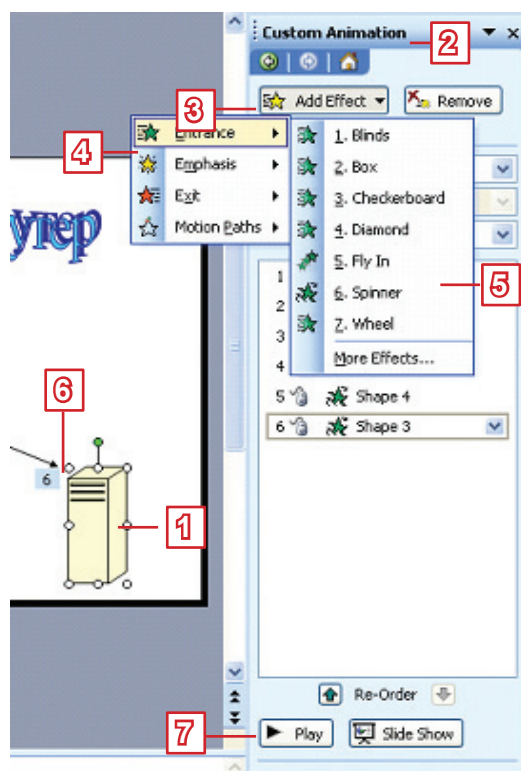 Custom Animation
2
3
Add Effect
Remove
4
Entrance
Emphasis
Exit
Motion Paths
1. Blinds
2. Box
3. Checkerboard
4. Diamond
5. Fly In
6. Spinner
7. Wheel
More Effects...
5
утер
1
2
3
4
5 Shape 4
6 Shape 3
6
6
1
Re-Order
7
Play
Slide Show